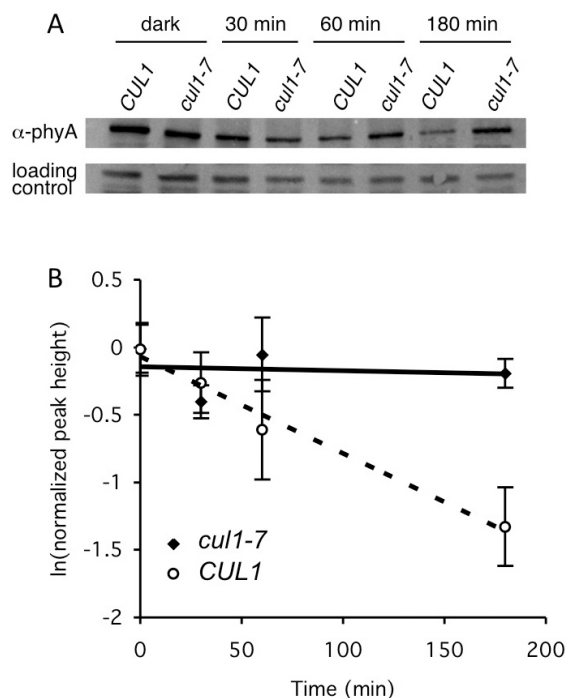 A
dark 30 min 60 min 180 min
CUL1 cul1-7 CUL1 cul1-7 CUL1 cul1-7 CUL1 cul1-7
α-phyA
loading
control
B
ln(normalized peak height)
0.5
0
-0.5
-1
-1.5
-2
cul1-7
CUL1
0 50 100 150 200
Time (min)